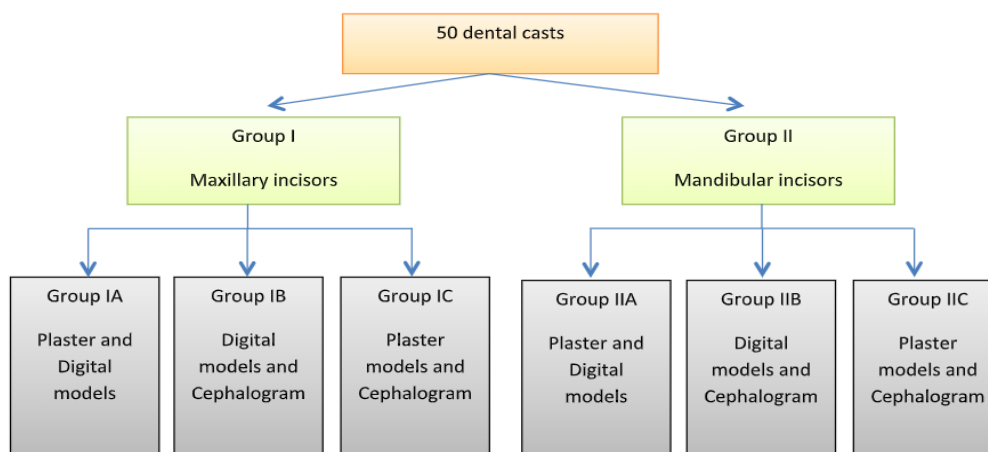 50 dental casts
Group I
Maxillary incisors
Group II
Mandibular incisors
Group IA
Plaster and
Digital
models
Group IB
Digital
models and
Cephalogram
Group IC
Plaster
models and
Cephalogram
Group IIA
Plaster and
Digital
models
Group IIB
Digital
models and
Cephalogram
Group IIC
Plaster
models and
Cephalogram